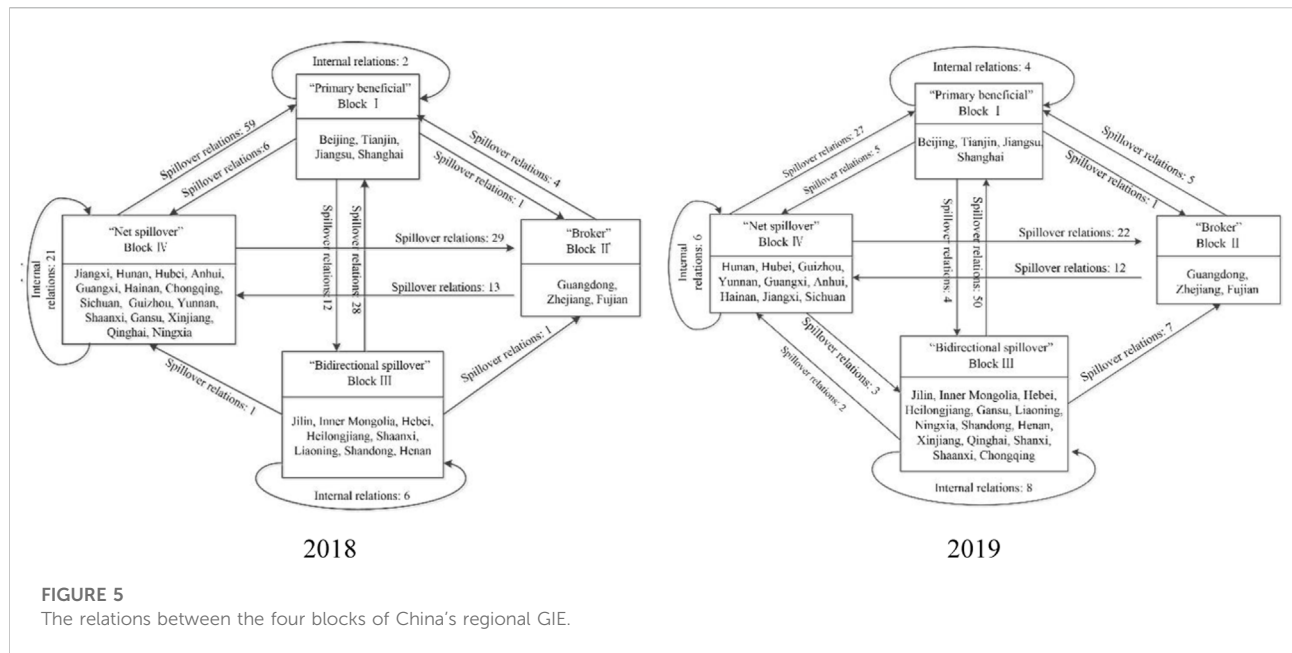 Internal relations: 2
"Primary beneficial"
Block Ⅰ
Beijing, Tianjin,
Jiangsu, Shanghai
Spillover relations: 59
Spillover relations:6
Spillover relations: 4
Spillover relations: 1
Internal
relations: 21
"Net spillover"
Block Ⅳ
Jiangxi, Hunan, Hubei, Anhui,
Guangxi, Hainan, Chongqing,
Sichuan, Guizhou, Yunnan,
Shaanxi, Gansu, Xinjiang,
Qinghai, Ningxia
Spillover relations:12
Spillover relations: 28
Spillover relations: 29
Spillover relations: 13
"Broker"
Block Ⅱ
Guangdong,
Zhejiang, Fujian
Spillover relations: 1
Spillover relations: 1
"Bidirectional spillover"
Block Ⅲ
Jilin, Inner Mongolia, Hebei,
Heilongjiang, Shaanxi,
Liaoning, Shandong, Henan
Internal relations: 6
2018
Internal relations: 4
"Primary beneficial"
Block Ⅰ
Beijing, Tianjin, Jiangsu,
Shanghai
Spillover relations: 27
Spillover relations: 5
Spillover relations: 5
Spillover relations: 1
Internal
relations: 9
"Net spillover"
Block Ⅳ
Hunan, Hubei, Guizhou,
Yunnan, Guangxi, Anhui,
Hainan, Jiangxi, Sichuan
Spillover relations: 4
Spillover relations: 50
Spillover relations: 22
Spillover relations: 12
"Broker"
Block Ⅱ
Guangdong,
Zhejiang, Fujian
Spillover relations: 3
Spillover relations: 2
Spillover relations: 7
"Bidirectional spillover"
Block Ⅲ
Jilin, Inner Mongolia, Hebei,
Heilongjiang, Gansu, Liaoning,
Ningxia, Shandong, Henan,
Xinjiang, Qinghai, Shanxi,
Shaanxi, Chongqing
Internal relations: 8
2019
FIGURE 5
The relations between the four blocks of China's regional GIE.